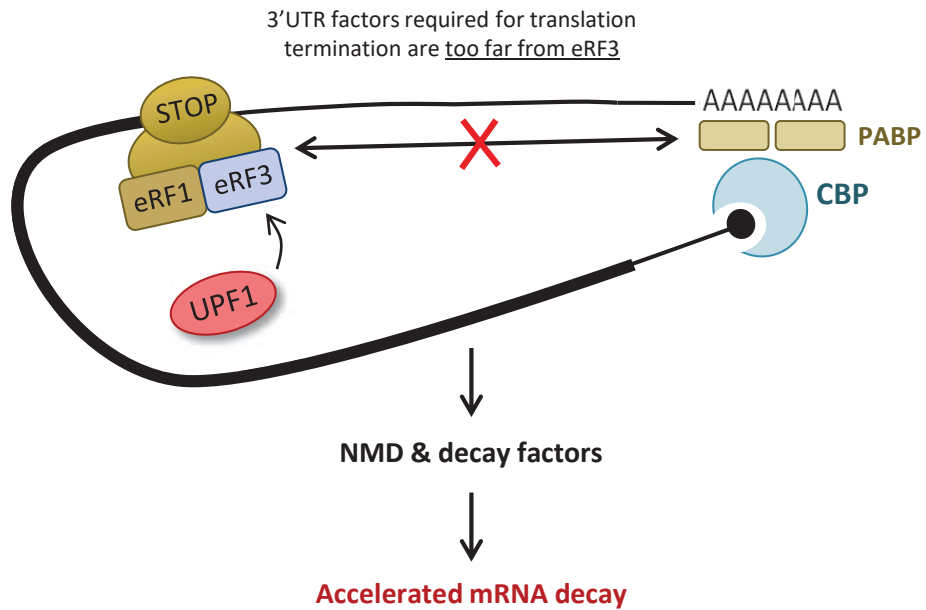 3'UTR factors required for translation
termination are too far from eRF3
STOP
AAAAAAAA
PABP
eRF1
eRF3
CBP
UPF1
NMD & decay factors
Accelerated mRNA decay